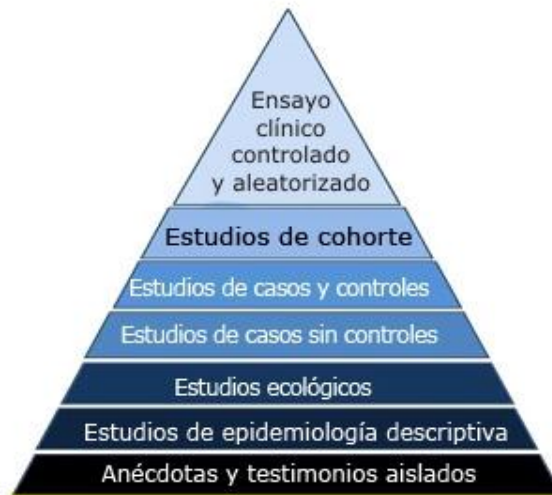 Ensayo
clínico
controlado
y aleatorizado
Estudios de cohorte
Estudios de casos y controles
Estudios de casos sin controles
Estudios ecológicos
Estudios de epidemiología descriptiva
Anécdotas y testimonios aislados